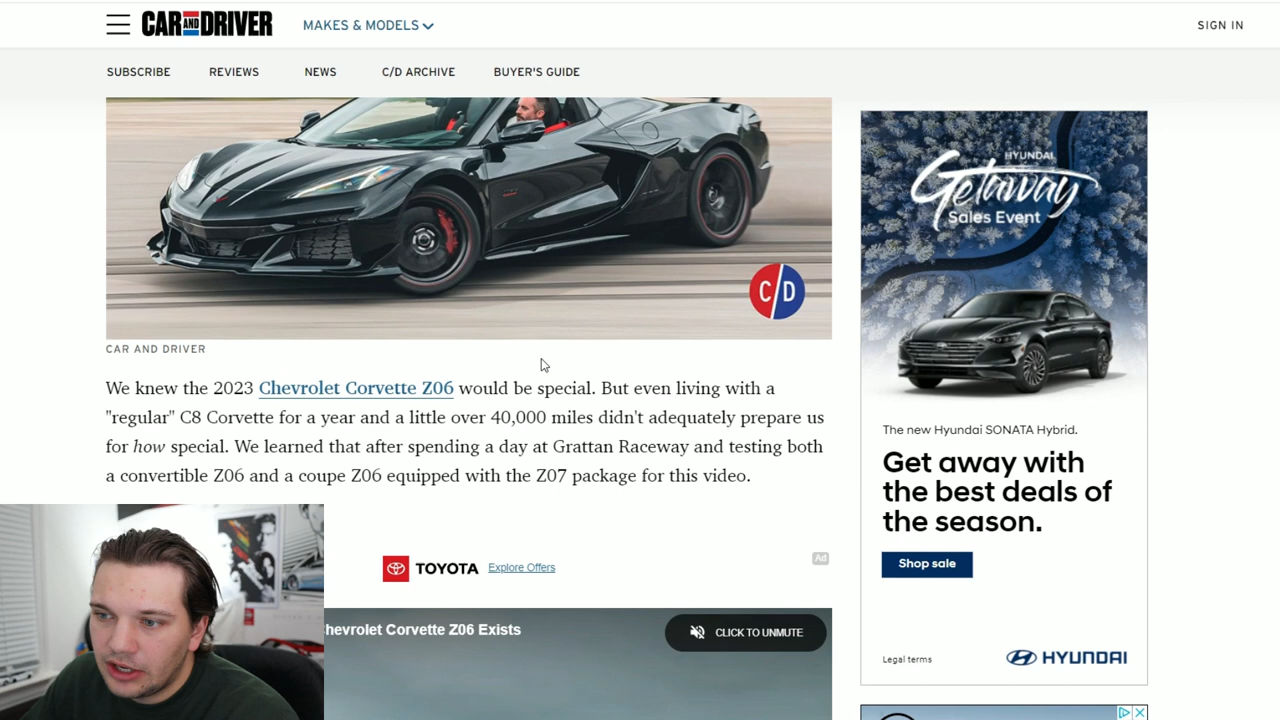 CAR AND DRIVER
MAKES & MODELS
SIGN IN
SUBSCRIBE
REVIEWS
NEWS
C/D ARCHIVE
BUYER'S GUIDE
C/D
CAR AND DRIVER
We knew the 2023 Chevrolet Corvette Z06 would be special. But even living with a
"regular" C8 Corvette for a year and a little over 40,000 miles didn't adequately prepare us
for how special. We learned that after spending a day at Grattan Raceway and testing both
a convertible Z06 and a coupe Z06 equipped with the Z07 package for this video.
TOYOTA
Explore Offers
Ad
hevrolet Corvette Z06 Exists
CLICK TO UNMUTE
HYUNDAI
Getaway
Sales Event
The new Hyundai SONATA Hybrid.
Get away with
the best deals of
the season.
Shop sale
Legal terms
HYUNDAI